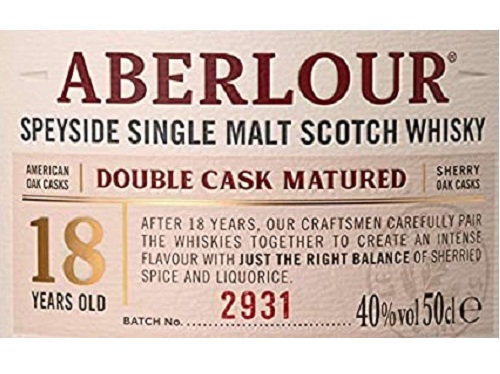 ABERLOUR®
SPEYSIDE SINGLE MALT SCOTCH WHISKY
AMERICAN
OAK CASKS
DOUBLE CASK MATURED
SHERRY
OAK CASKS
18
YEARS OLD
AFTER 18 YEARS, OUR CRAFTSMEN CAREFULLY PAIR
THE WHISKIES TOGETHER TO CREATE AN INTENSE
FLAVOUR WITH JUST THE RIGHT BALANCE OF SHERRIED
SPICE AND LIQUORICE.
BATCH No. 2931
40%vol 50cl e